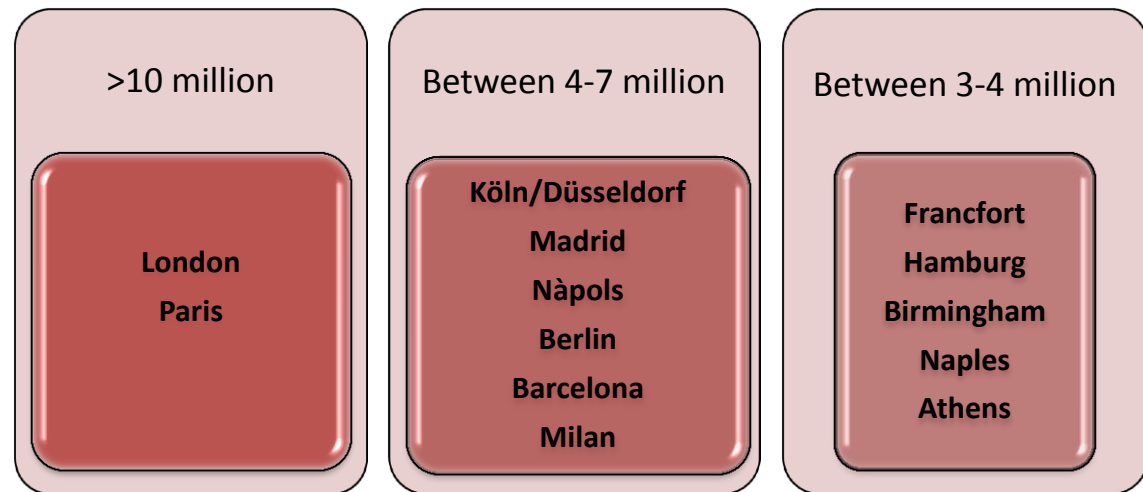 >10 million
London
Paris
Between 4-7 million
Köln/Düsseldorf
Madrid
Nàpols
Berlin
Barcelona
Milan
Between 3-4 million
Francfort
Hamburg
Birmingham
Naples
Athens